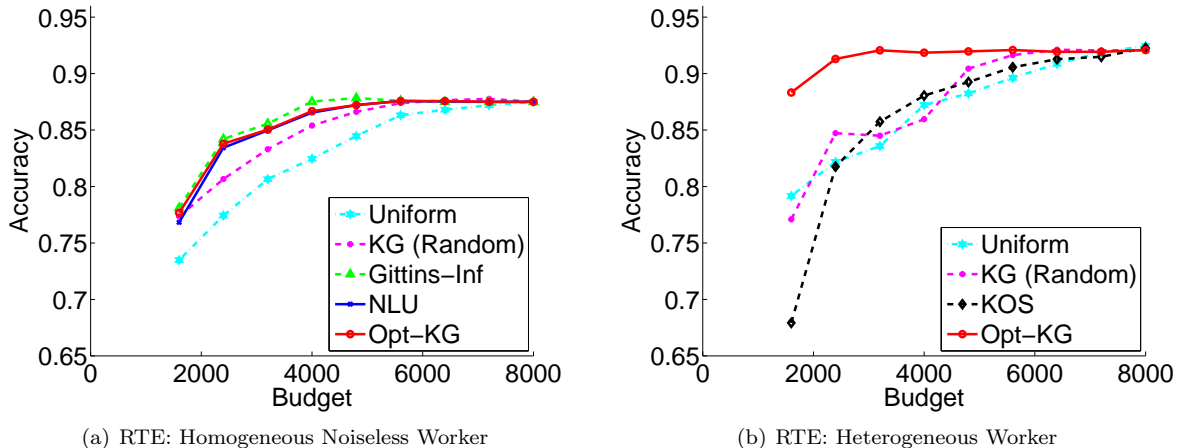 0.95
0.9
0.85
0.8
0.75
0.7
0.65
Accuracy
0 2000 4000 6000 8000
Budget
Uniform
KG (Random)
Gittins-Inf
NLU
Opt-KG
(a) RTE: Homogeneous Noiseless Worker
0.95
0.9
0.85
0.8
0.75
0.7
0.65
Accuracy
0 2000 4000 6000 8000
Budget
Uniform
KG (Random)
KOS
Opt-KG
(b) RTE: Heterogeneous Worker